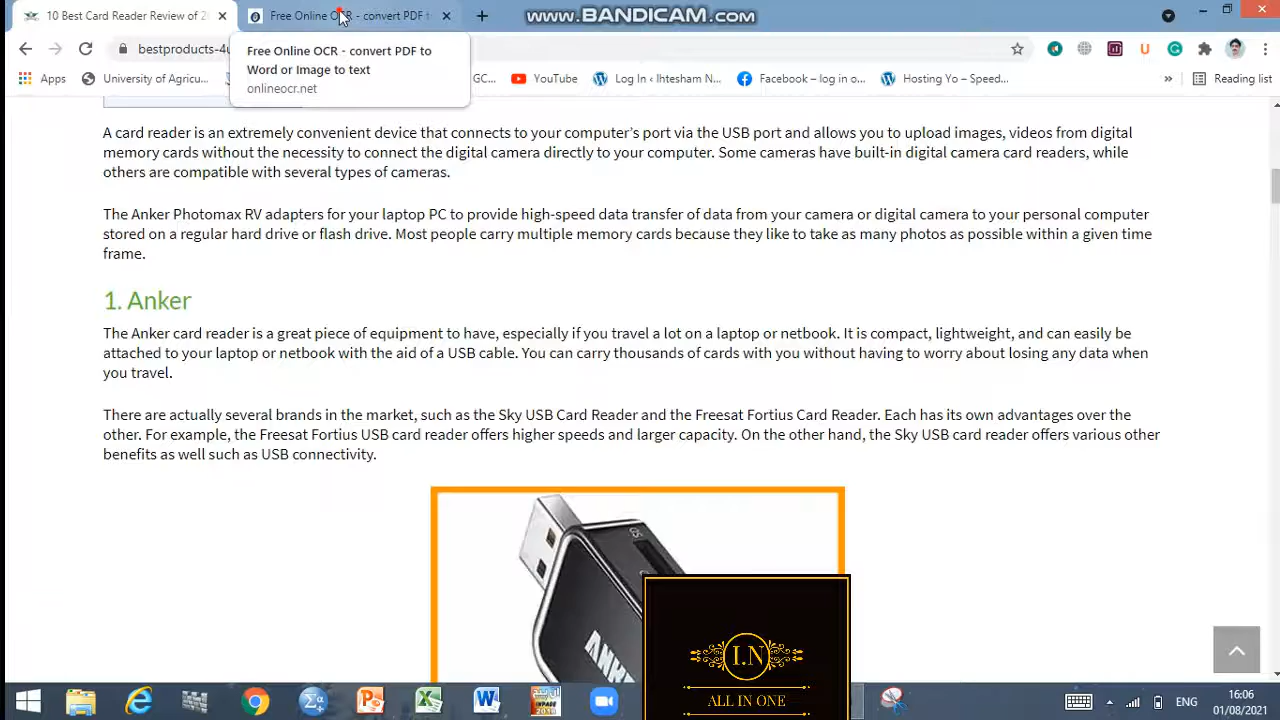 10 Best Card Reader Review of 2
Free Online OCR - convert PDF to
www.BANDICAM.com
bestproducts-4u
Free Online OCR - convert PDF to
Word or Image to text
onlineocr.net
Apps
University of Agricu...
GC...
YouTube
Log In ‹ Ihtesham N...
Facebook – log in o...
Hosting Yo – Speed...
»
Reading list
A card reader is an extremely convenient device that connects to your computer's port via the USB port and allows you to upload images, videos from digital
memory cards without the necessity to connect the digital camera directly to your computer. Some cameras have built-in digital camera card readers, while
others are compatible with several types of cameras.
The Anker Photomax RV adapters for your laptop PC to provide high-speed data transfer of data from your camera or digital camera to your personal computer
stored on a regular hard drive or flash drive. Most people carry multiple memory cards because they like to take as many photos as possible within a given time
frame.
1. Anker
The Anker card reader is a great piece of equipment to have, especially if you travel a lot on a laptop or netbook. It is compact, lightweight, and can easily be
attached to your laptop or netbook with the aid of a USB cable. You can carry thousands of cards with you without having to worry about losing any data when
you travel.
There are actually several brands in the market, such as the Sky USB Card Reader and the Freesat Fortius Card Reader. Each has its own advantages over the
other. For example, the Freesat Fortius USB card reader offers higher speeds and larger capacity. On the other hand, the Sky USB card reader offers various other
benefits as well such as USB connectivity.
I.N
ALL IN ONE
ENG
16:06
01/08/2021